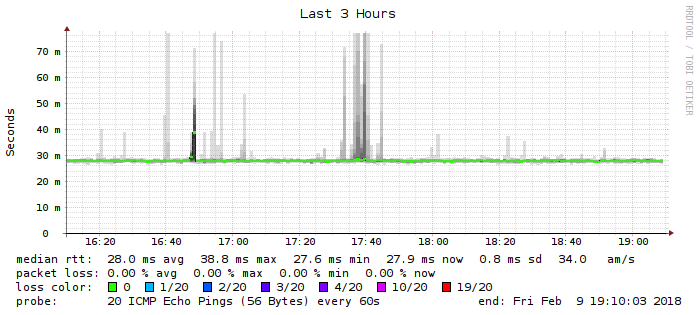 Last 3 Hours
RRDTOOL / TOBI OETIKER
Seconds
70 m
60 m
50 m
40 m
30 m
20 m
10 m
0
16:20 16:40 17:00 17:20 17:40 18:00 18:20 18:40 19:00
median rtt: 28.0 ms avg 38.8 ms max 27.6 ms min 27.9 ms now 0.8 ms sd 34.0 am/s
packet loss: 0.00 % avg 0.00 % max 0.00 % min 0.00 % now
loss color: 0 1/20 2/20 3/20 4/20 10/20 19/20
probe: 20 ICMP Echo Pings (56 Bytes) every 60s end: Fri Feb 9 19:10:03 2018